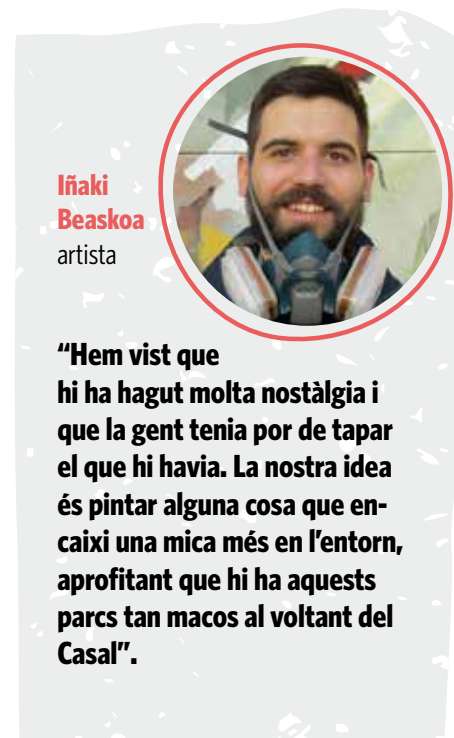 Iñaki
Beaskoa
artista
“Hem vist que
hi ha hagut molta nostàlgia i
que la gent tenia por de tapar
el que hi havia. La nostra idea
és pintar alguna cosa que en-
caixi una mica més en l’entorn,
aprofitant que hi ha aquests
parcs tan macos al voltant del
Casal”.